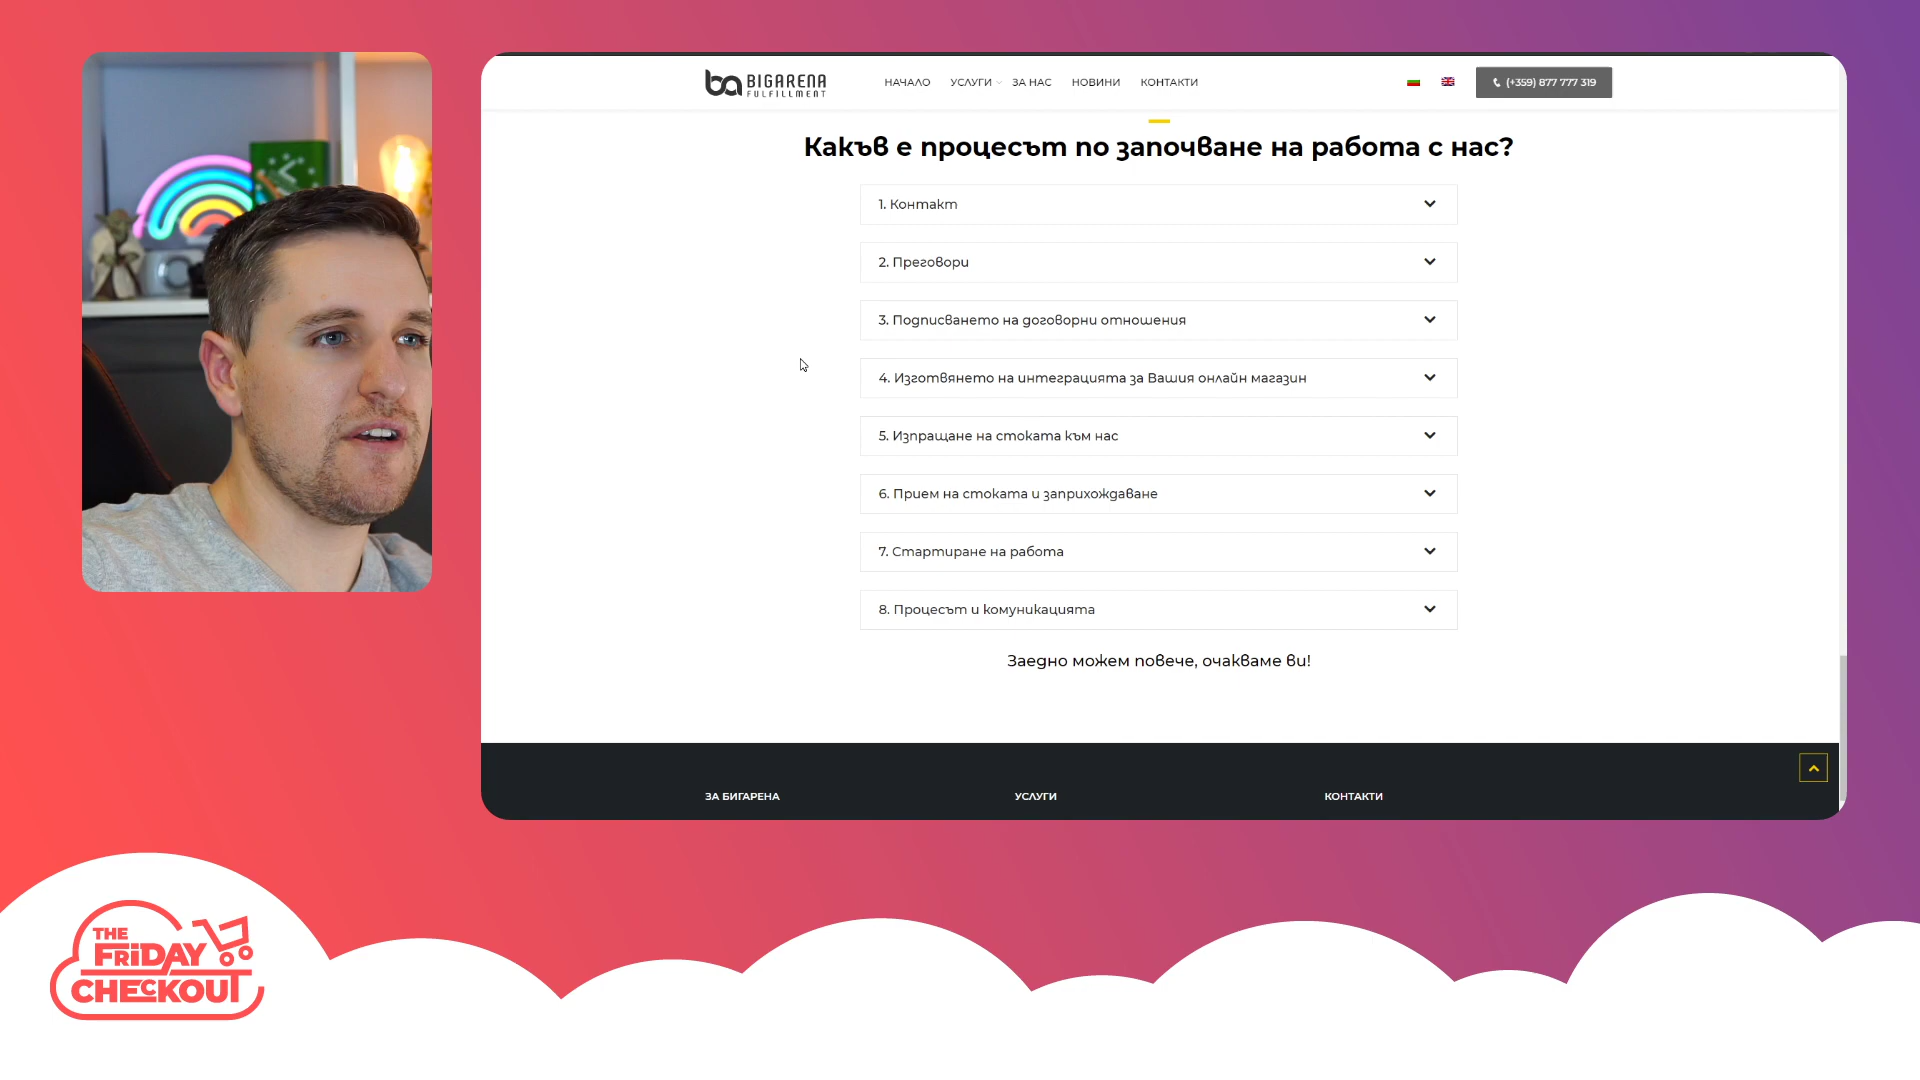 BIGARENA
FULFILLMENT
НАЧАЛО
УСЛУГИ
ЗА НАС
НОВИНИ
КОНТАКТИ
(+359) 877 777 319
Какъв е процесът по започване на работа с нас?
1. Контакт
2. Преговори
3. Подписването на договорни отношения
4. Изготвянето на интеграцията за Вашия онлайн магазин
5. Изпращане на стоката към нас
6. Прием на стоката и заприхождаване
7. Стартиране на работа
8. Процесът и комуникацията
Заедно можем повече, очакваме ви!
ЗА БИГАРЕНА
УСЛУГИ
КОНТАКТИ
THE
FRIDAY
CHECKOUT